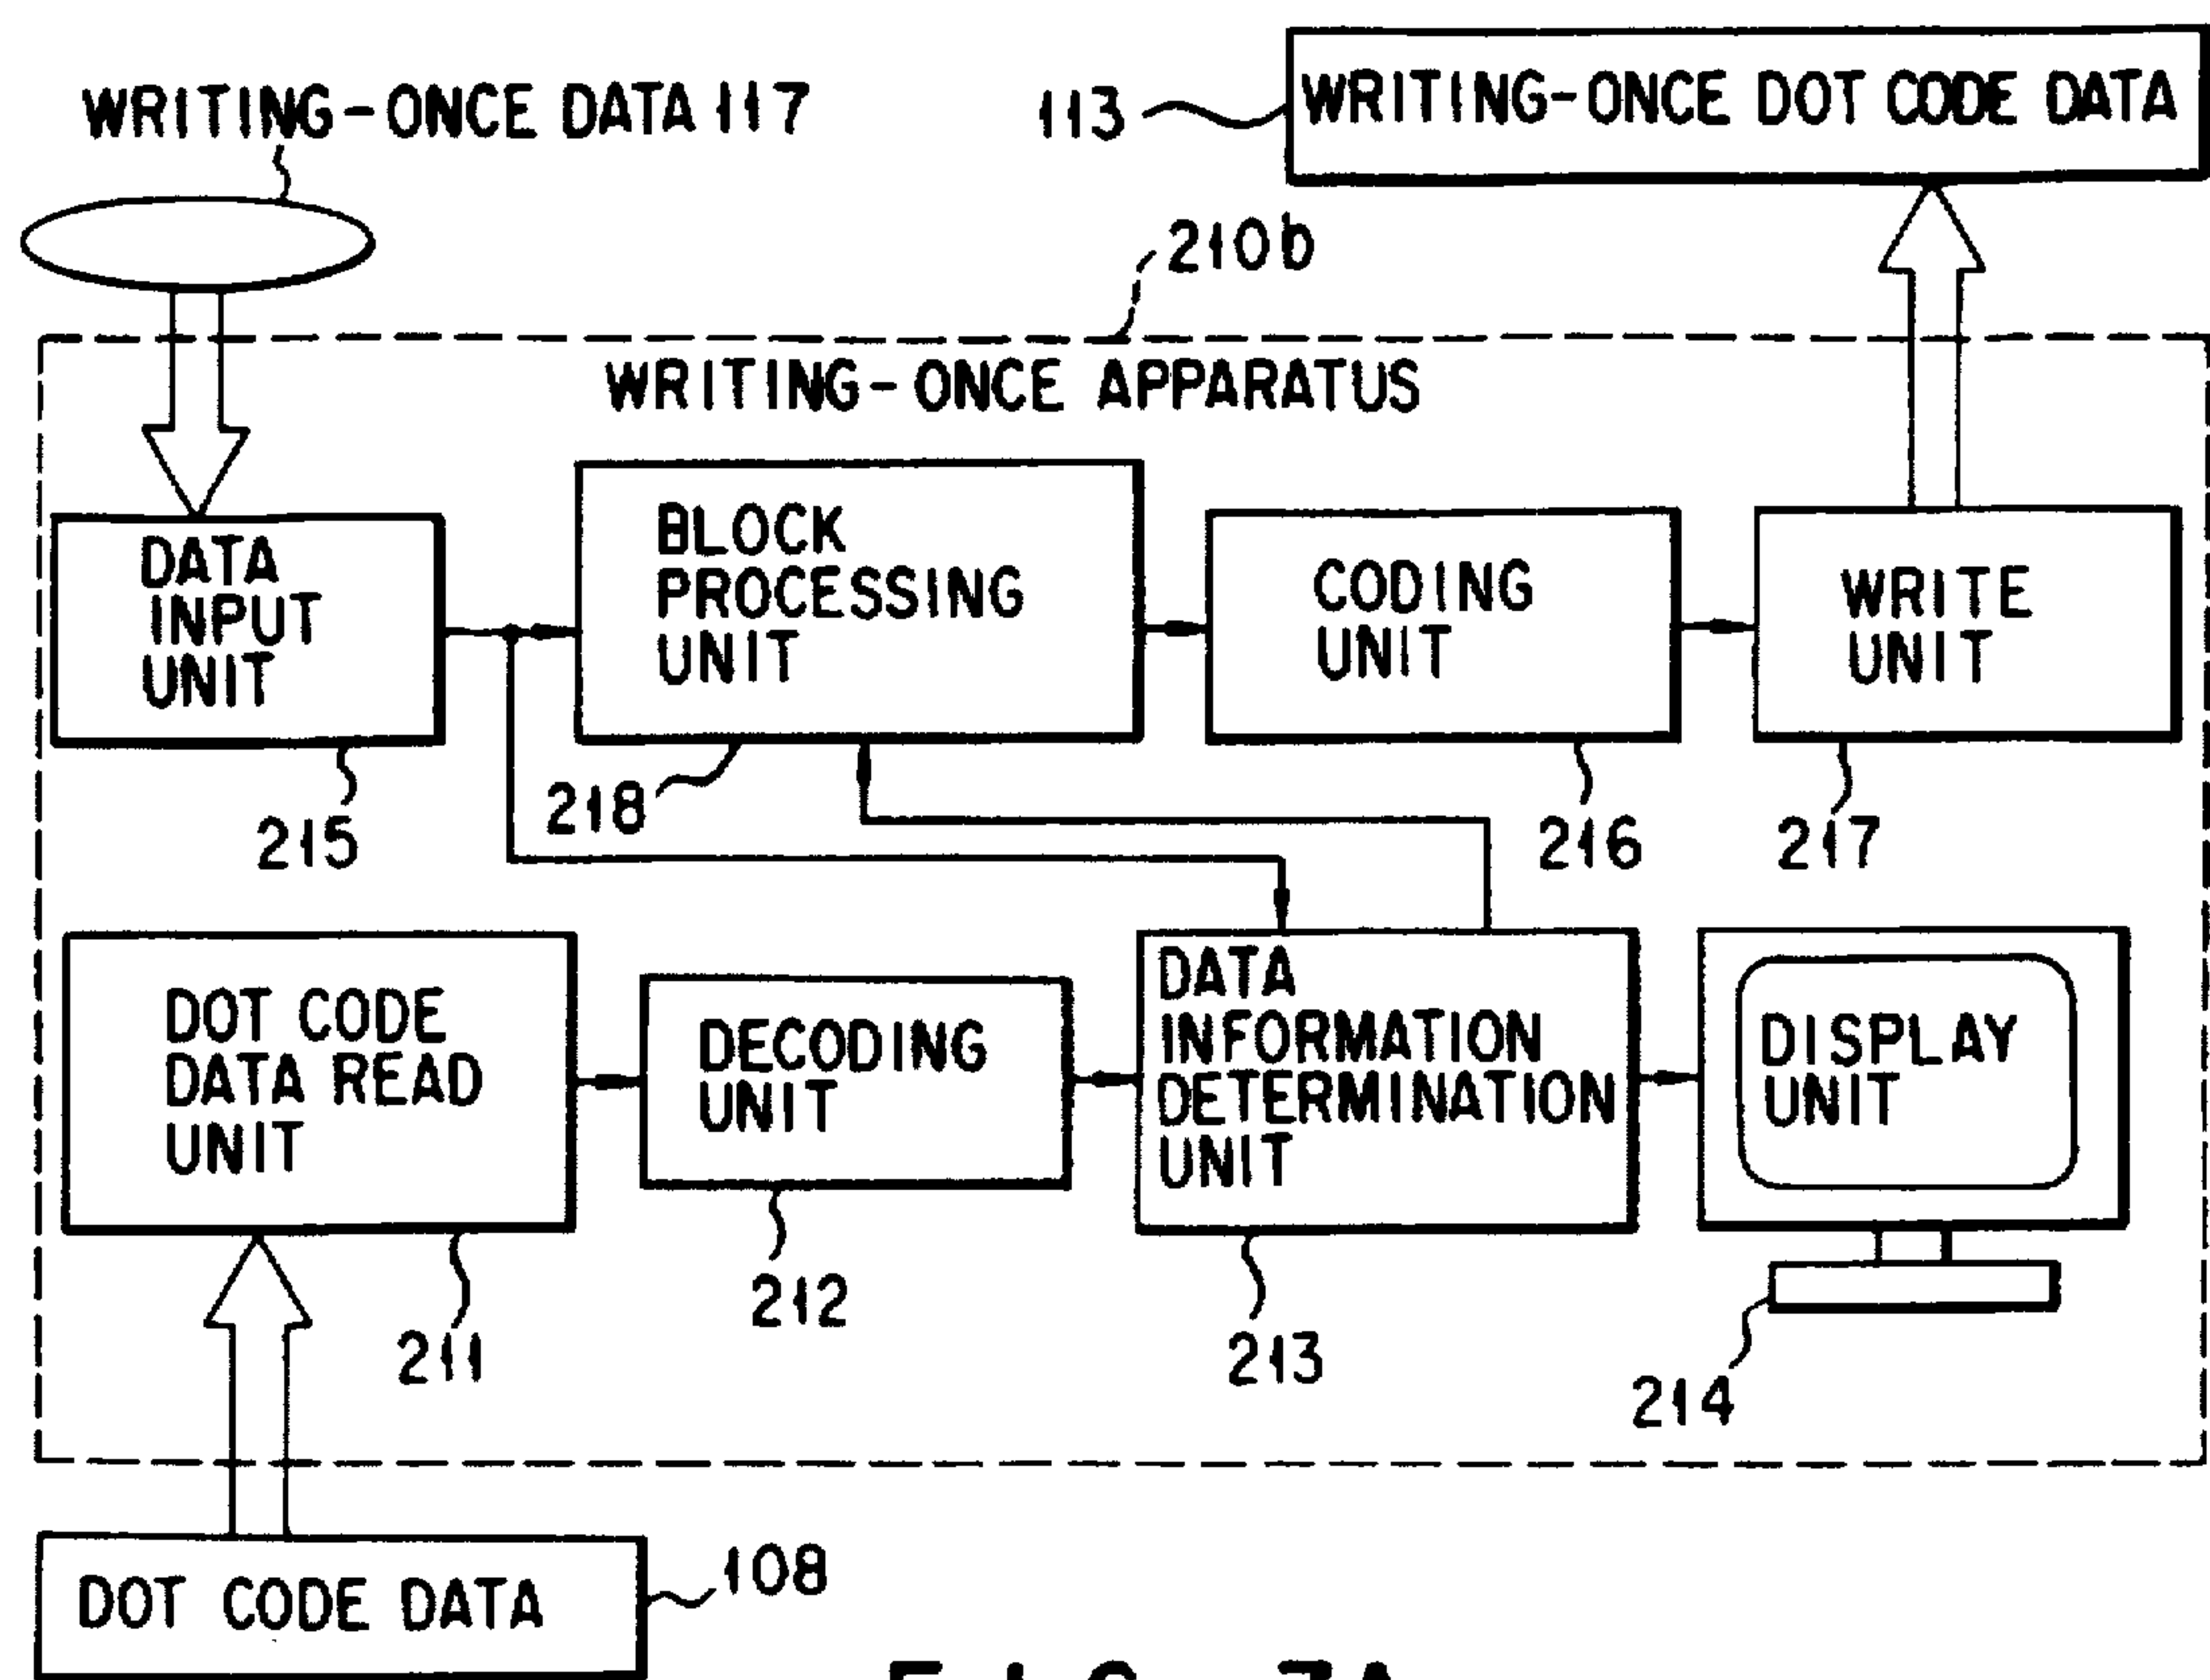 WRITING-ONCE DATA 117
113
WRITING-ONCE DOT CODE DATA
210b
WRITING-ONCE APPARATUS
DATA
INPUT
UNIT
215
BLOCK
PROCESSING
UNIT
218
CODING
UNIT
216
WRITE
UNIT
217
DOT CODE
DATA READ
UNIT
211
DECODING
UNIT
212
DATA
INFORMATION
DETERMINATION
UNIT
213
DISPLAY
UNIT
214
DOT CODE DATA
108